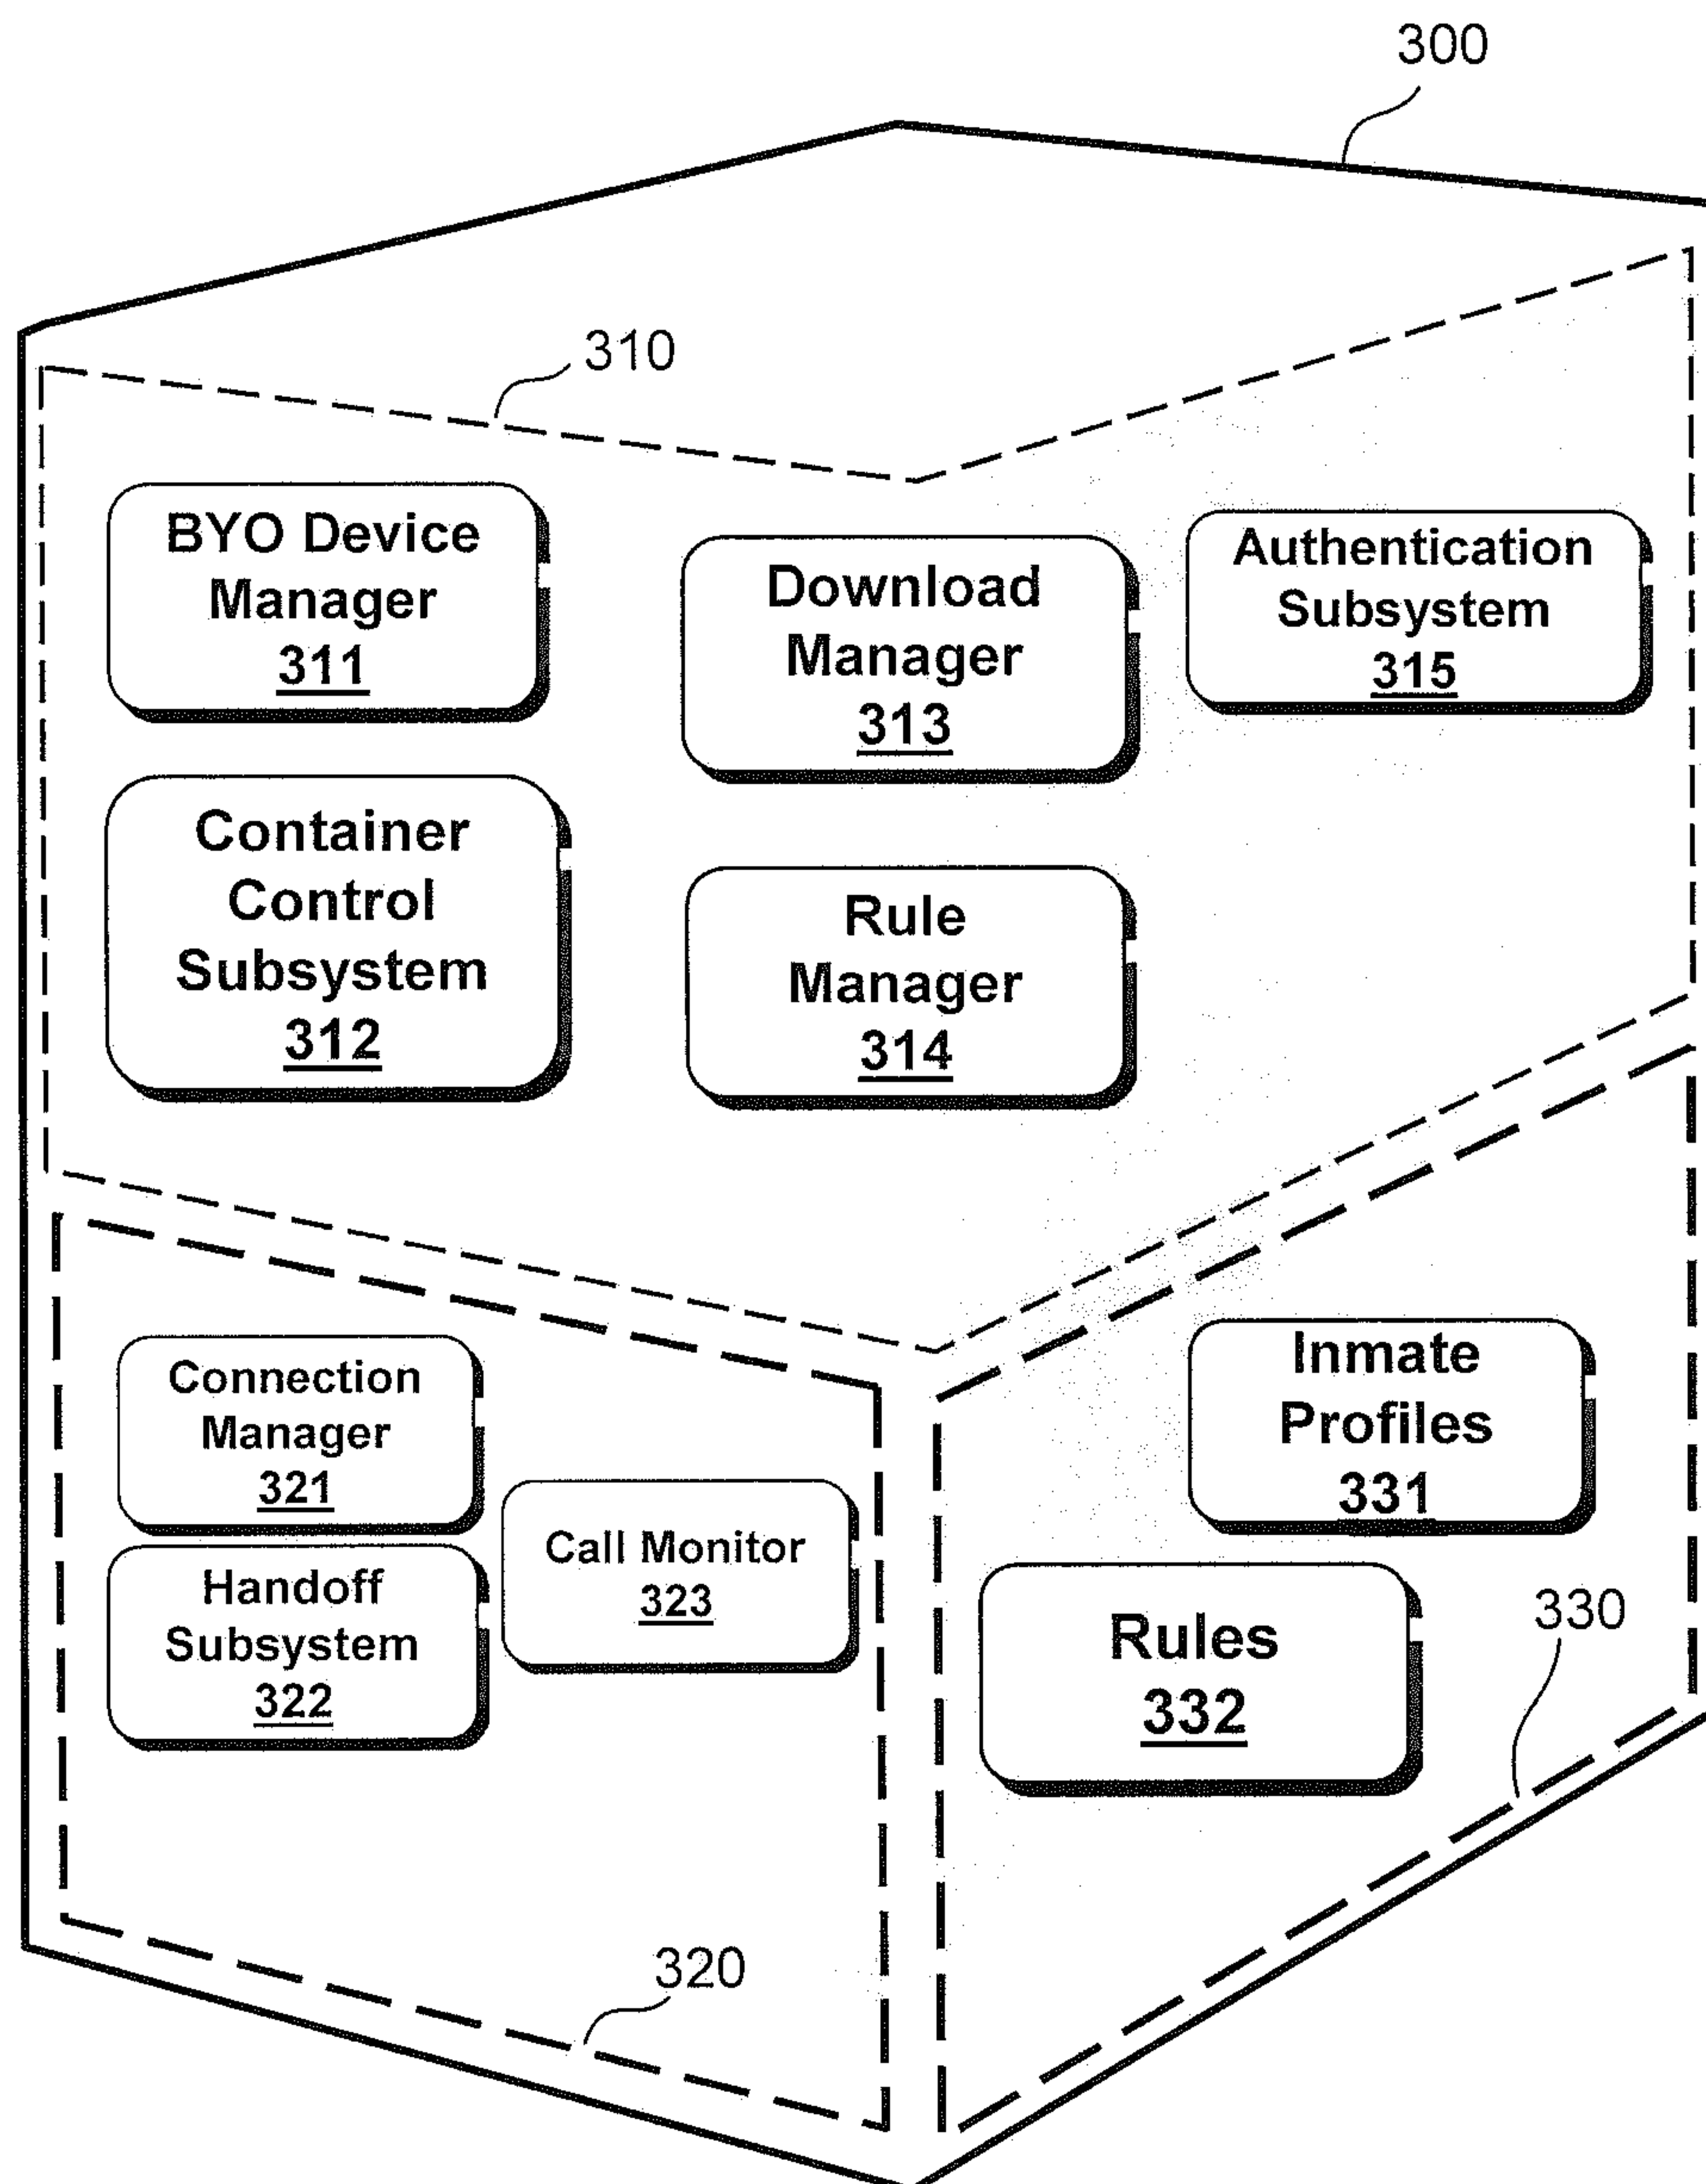 300
310
BYO Device
Manager
311
Download
Manager
313
Authentication
Subsystem
315
Container
Control
Subsystem
312
Rule
Manager
314
Connection
Manager
321
Handoff
Subsystem
322
Call Monitor
323
Inmate
Profiles
331
Rules
332
330
320